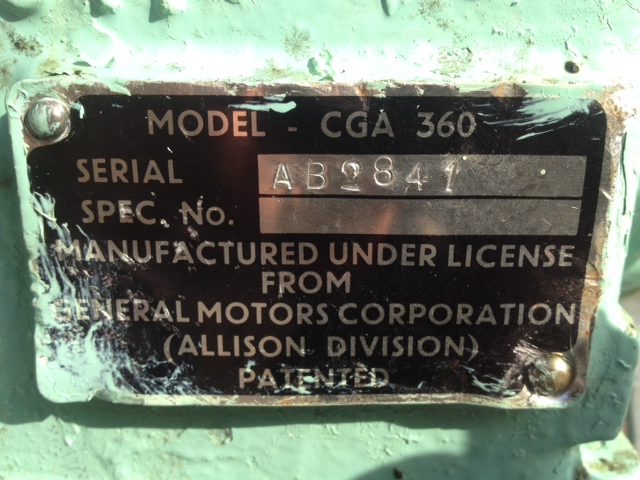 MODEL - CGA 360
SERIAL AB2841
SPEC. No.
MANUFACTURED UNDER LICENSE
FROM
GENERAL MOTORS CORPORATION
(ALLISON DIVISION)
PATENTED